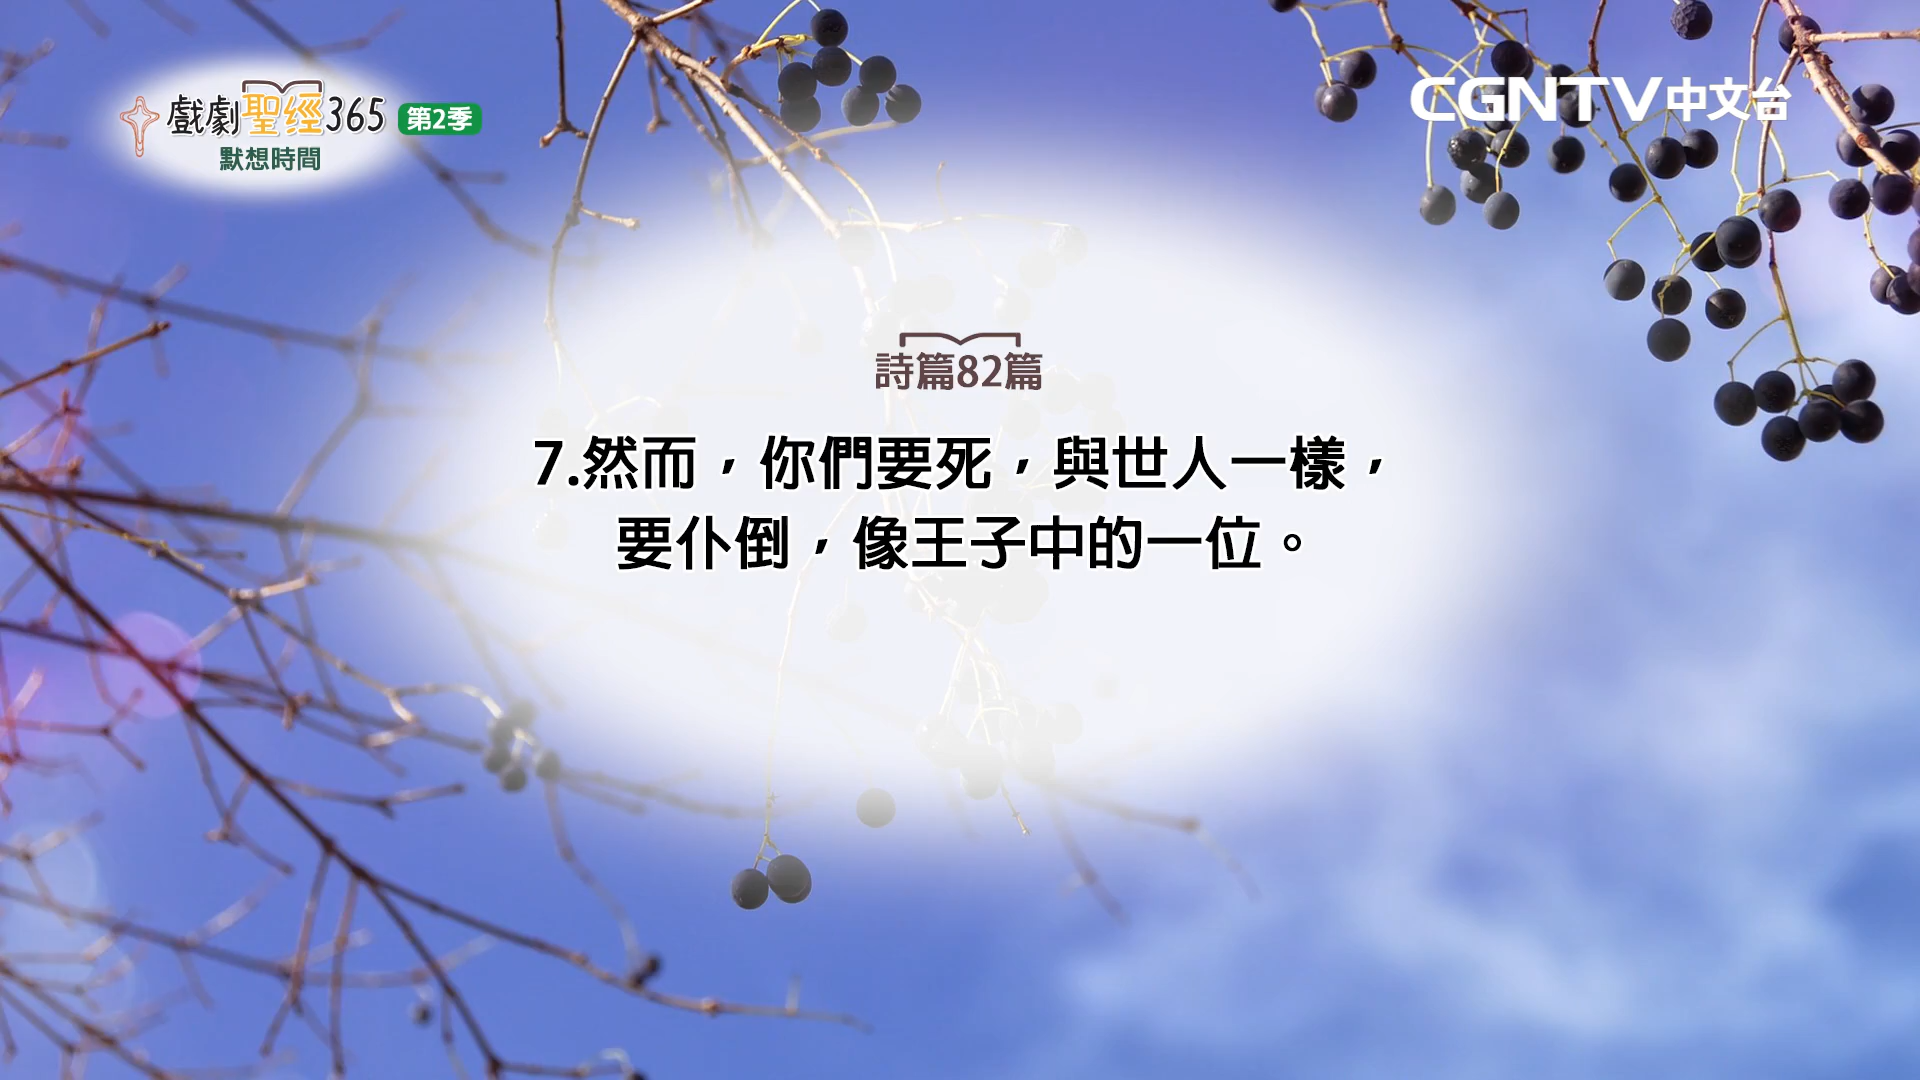 戲劇聖經365 第2季
默想時間
CGNTV中文台
詩篇82篇
7.然而，你們要死，與世人一樣，
要仆倒，像王子中的一位。